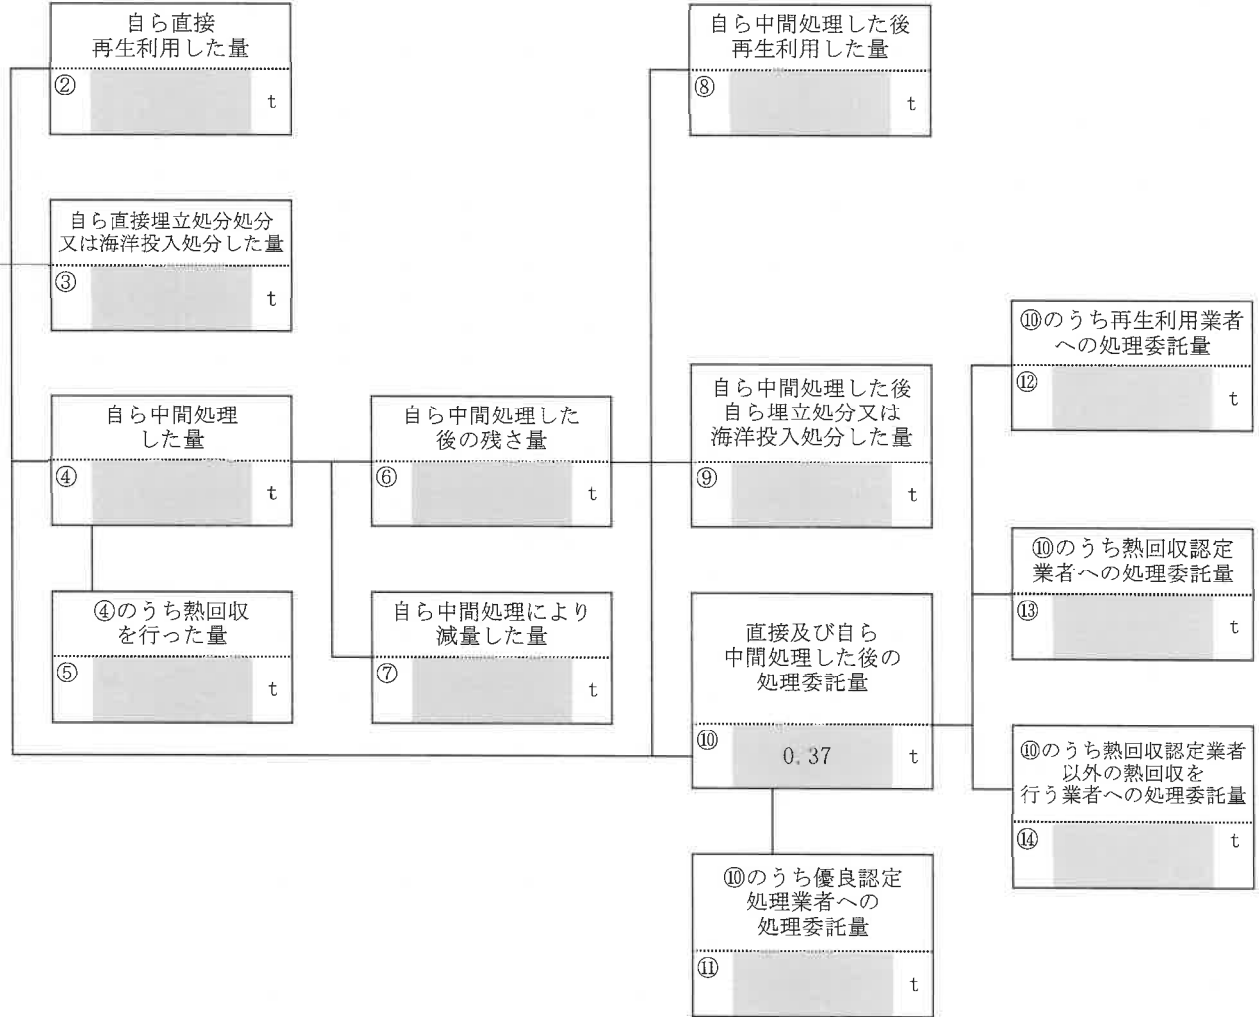 自ら直接
再生利用した量
②
t
自ら中間処理した後
再生利用した量
⑧
t
自ら直接埋立処分処分
又は海洋投入処分した量
③
t
⑩のうち再生利用業者
への処理委託量
⑫
t
自ら中間処理
した量
④
t
自ら中間処理した
後の残さ量
⑥
t
自ら中間処理した後
自ら埋立処分又は
海洋投入処分した量
⑨
t
⑩のうち熱回収認定
業者への処理委託量
⑬
t
④のうち熱回収
を行った量
⑤
t
自ら中間処理により
減量した量
⑦
t
直接及び自ら
中間処理した後の
処理委託量
⑩
0.37
t
⑩のうち熱回収認定業者
以外の熱回収を
行う業者への処理委託量
⑭
t
⑩のうち優良認定
処理業者への
処理委託量
⑪
t